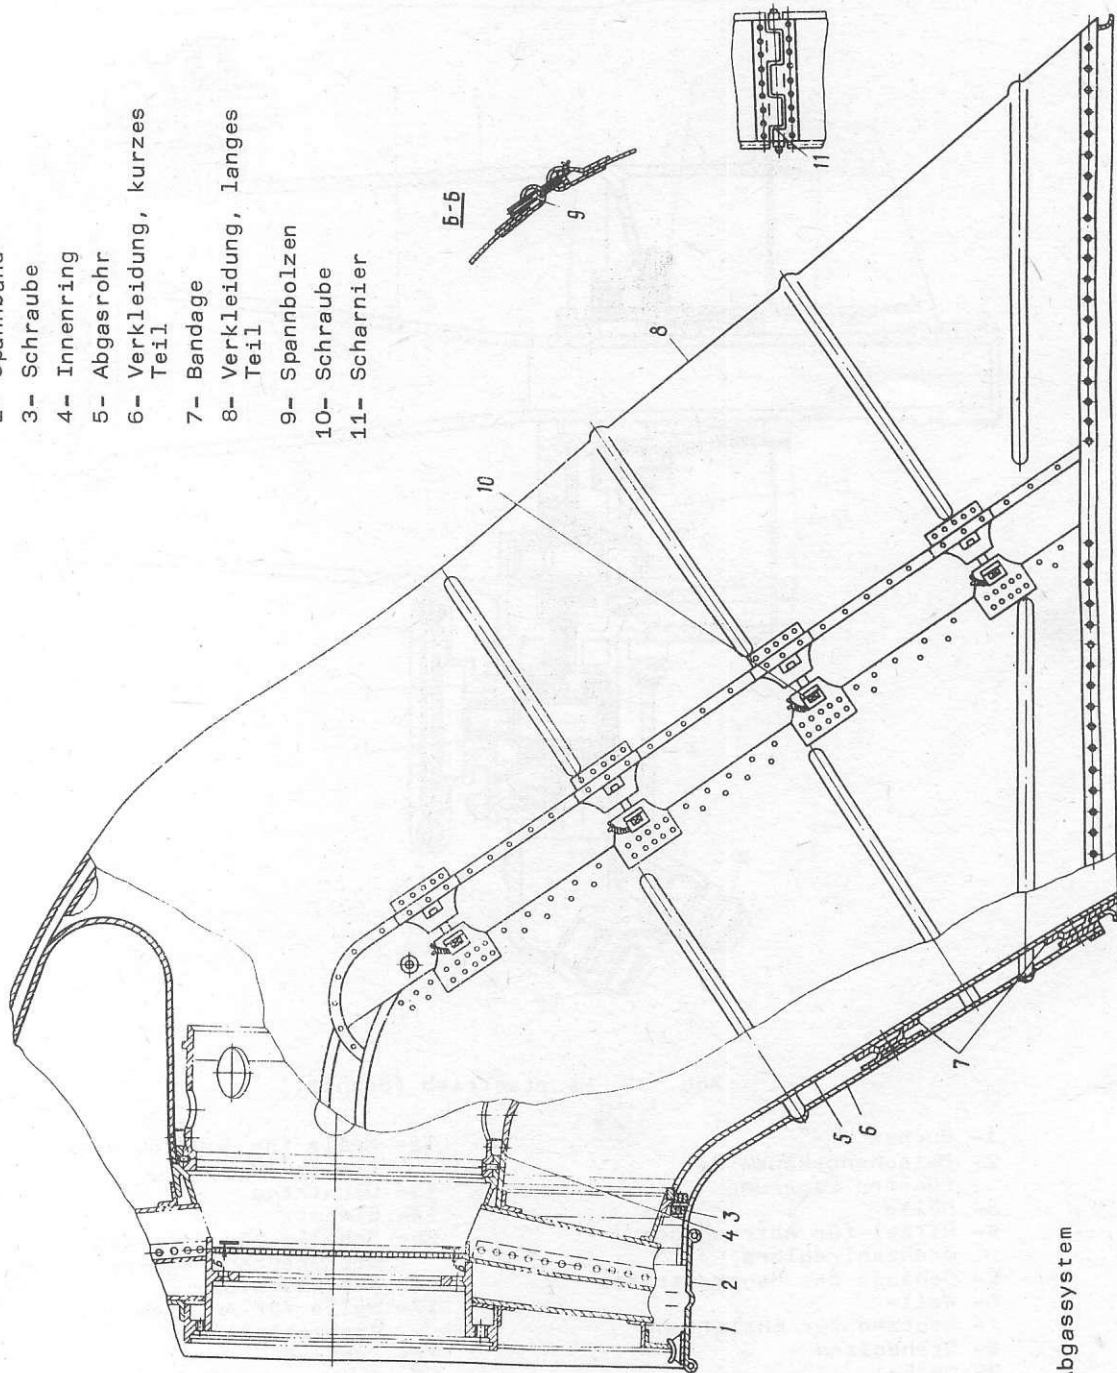 3- Schraube
4- Innenring
5- Abgasrohr
6- Verkleidung, kurzes
Teil
7- Bandage
8- Verkleidung, langes
Teil
9- Spannbolzen
10- Schraube
11- Scharnier
Б-Б
9
11
8
10
7
5
6
4
3
2
1
bgassystem